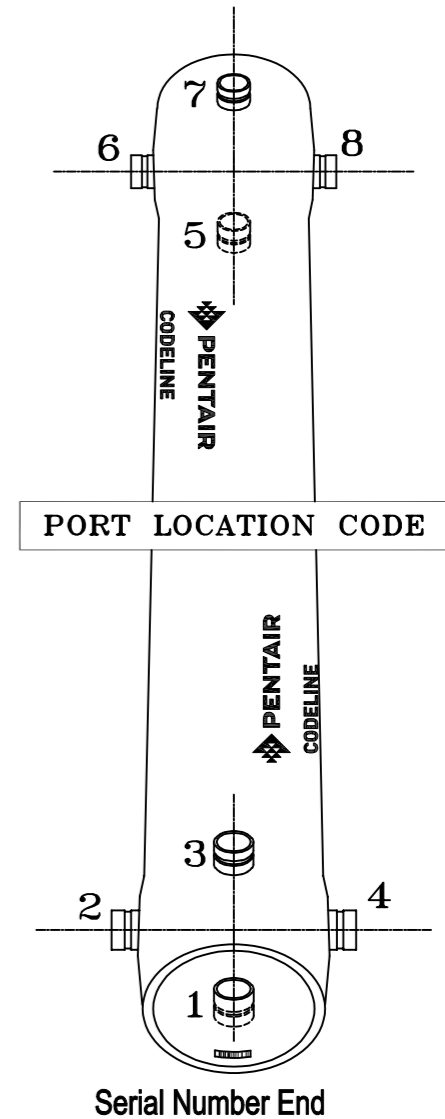 7
6
8
5
CODELINE
PENTAIR
PORT LOCATION CODE
PENTAIR
CODELINE
3
2
4
1
Serial Number End